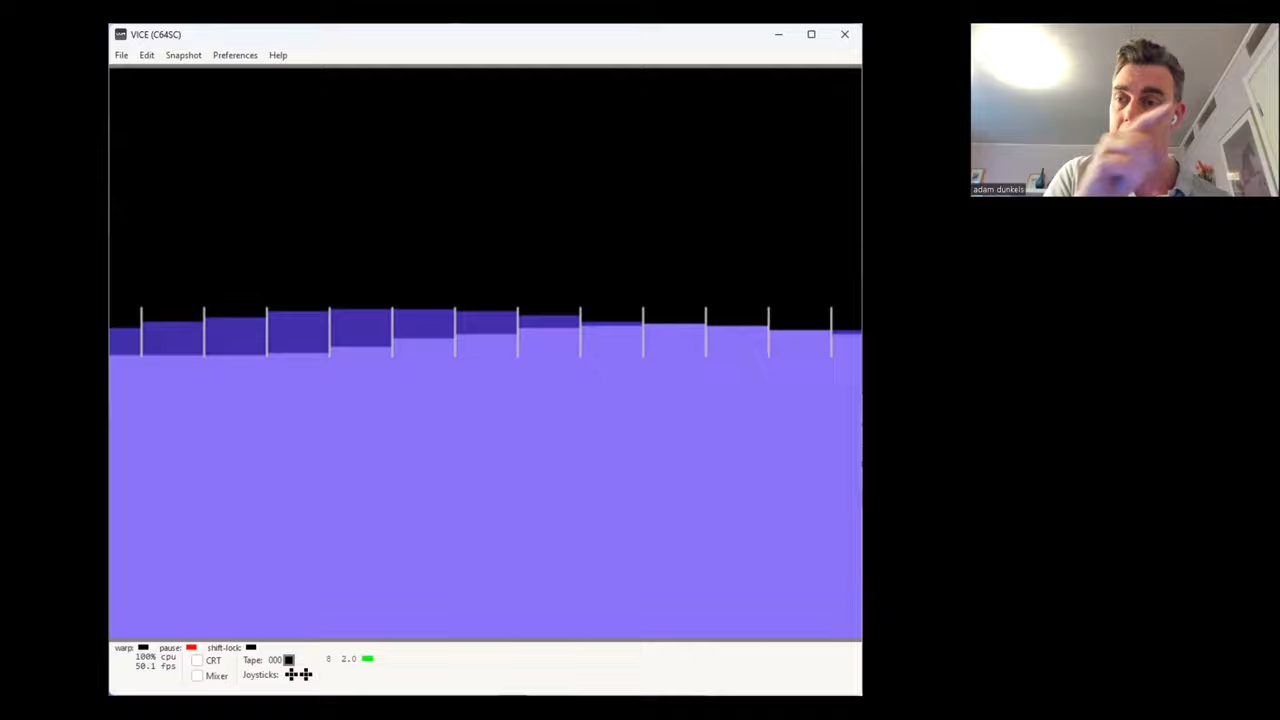 VICE (C64SC)
File Edit Snapshot Preferences Help
adam dunkels
warp: pause: shift-lock:
100% cpu
50.1 fps
CRT
Mixer
Tape: 000
Joysticks:
8 2.0